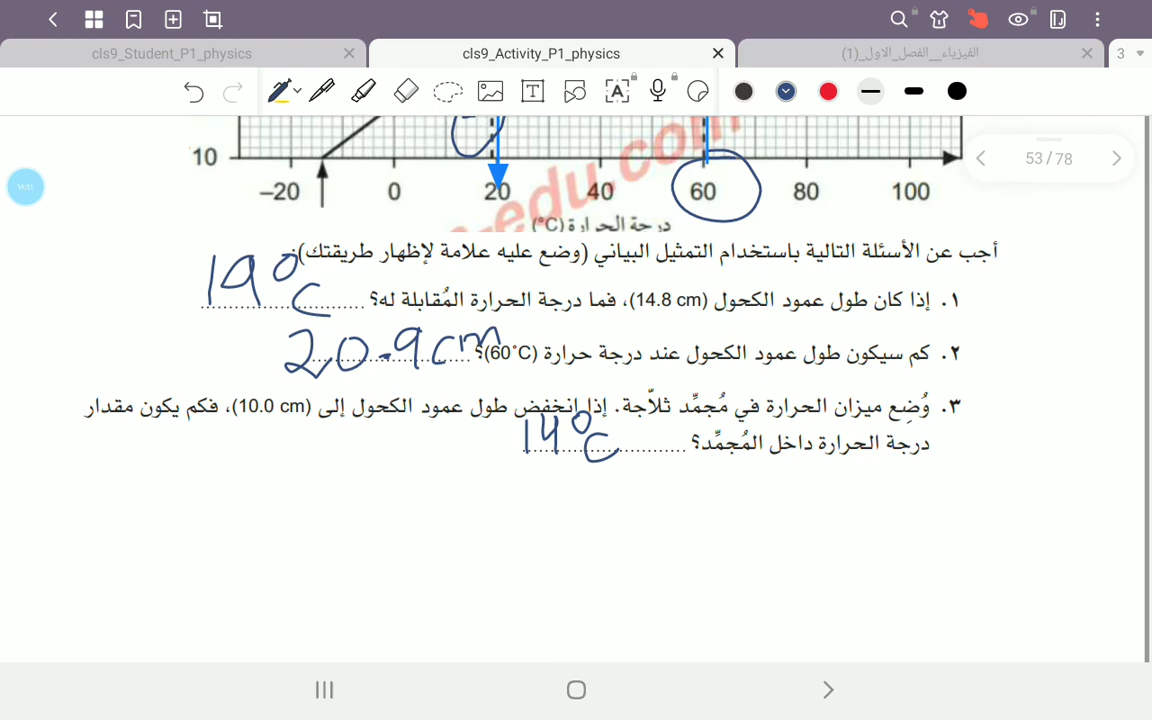 cls9_Student_P1_physics
cls9_Activity_P1_physics
الفيزياء__الفصل_الاول_(1)
3
53 / 78
10
−20 0 20 40 60 80 100
-edu.com
درجة الحرارة (°C)
أجب عن الأسئلة التالية باستخدام التمثيل البياني (وضع عليه علامة لإظهار طريقتك):
١. إذا كان طول عمود الكحول (14.8 cm)، فما درجة الحرارة المُقابلة له؟ 19°C
٢. كم سيكون طول عمود الكحول عند درجة حرارة (60°C)؟ 20.9cm
٣. وُضِع ميزان الحرارة في مُجمِّد ثلاّجة. إذا انخفض طول عمود الكحول إلى (10.0 cm)، فكم يكون مقدار
درجة الحرارة داخل المُجمِّد؟ 14°C